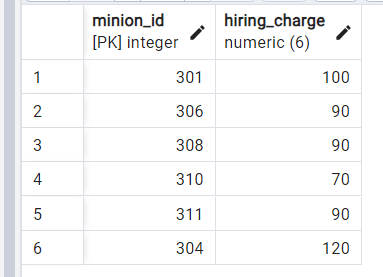 minion_id hiring_charge
[PK] integer numeric (6)
1 301 100
2 306 90
3 308 90
4 310 70
5 311 90
6 304 120